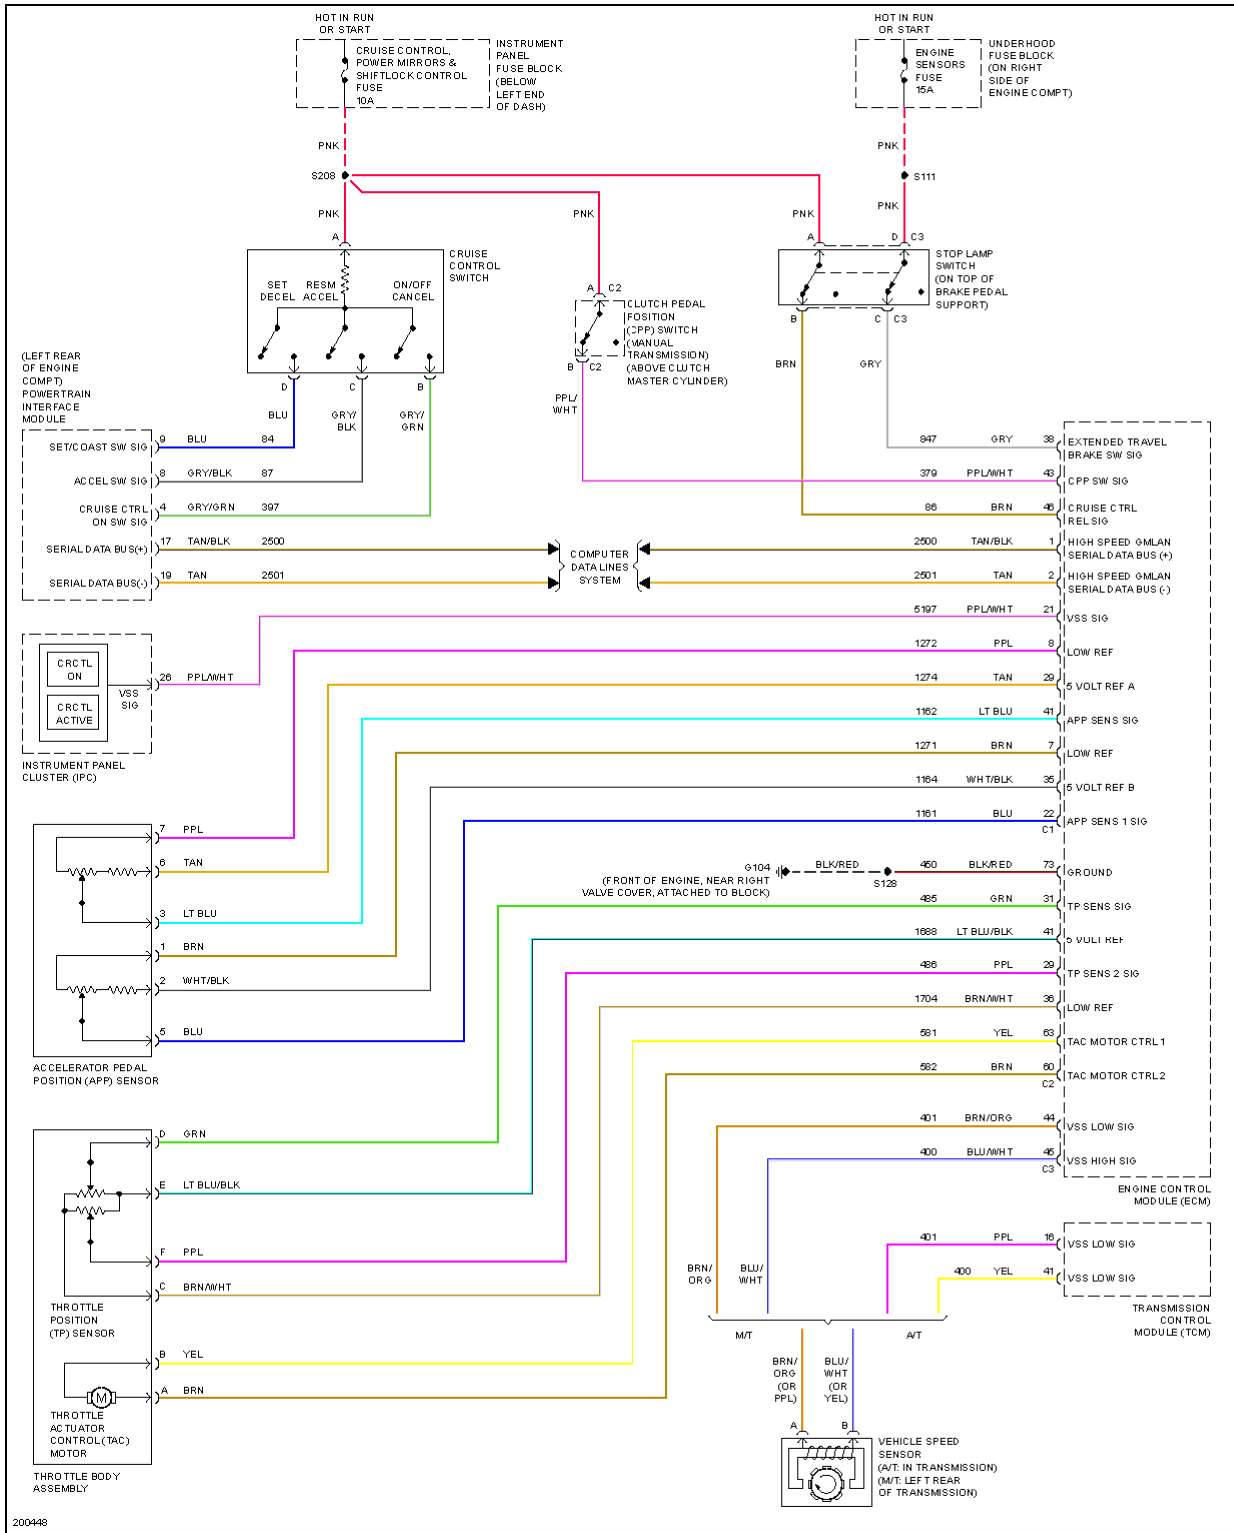 HOT IN RUN
OR START
CRUISE CONTROL,
POWER MIRRORS &
SHIFTLOCK CONTROL
FUSE
10A
INSTRUMENT
PANEL
FUSE BLOCK
(BELOW
LEFT END
OF DASH)
HOT IN RUN
OR START
ENGINE
SENSORS
FUSE
15A
UNDERHOOD
FUSE BLOCK
(ON RIGHT
SIDE OF
ENGINE COMPT)
PNK
PNK
S208
S111
PNK
PNK
PNK
PNK
A
A
D
C3
CRUISE
CONTROL
SWITCH
SET
DECEL
RESM
ACCEL
ON/OFF
CANCEL
D
C
B
BLU
GRY/
BLK
GRY/
GRN
A
C2
CLUTCH PEDAL
POSITION
(CPP) SWITCH
(MANUAL
TRANSMISSION)
(ABOVE CLUTCH
MASTER CYLINDER)
B
C2
PPL/
WHT
STOP LAMP
SWITCH
(ON TOP OF
BRAKE PEDAL
SUPPORT)
B
C
C3
BRN
GRY
(LEFT REAR
OF ENGINE
COMPT)
POWERTRAIN
INTERFACE
MODULE
SET/COAST SW SIG
9
BLU
84
ACCEL SW SIG
8
GRY/BLK
87
CRUISE CTRL
ON SW SIG
4
GRY/GRN
397
SERIAL DATA BUS(+)
17
TAN/BLK
2500
SERIAL DATA BUS(-)
19
TAN
2501
COMPUTER
DATA LINES
SYSTEM
847
GRY
38
EXTENDED TRAVEL
BRAKE SW SIG
379
PPL/WHT
43
CPP SW SIG
86
BRN
46
CRUISE CTRL
REL SIG
2500
TAN/BLK
1
HIGH SPEED GMLAN
SERIAL DATA BUS (+)
2501
TAN
2
HIGH SPEED GMLAN
SERIAL DATA BUS (-)
5197
PPL/WHT
21
VSS SIG
1272
PPL
8
LOW REF
1274
TAN
29
5 VOLT REF A
1162
LT BLU
41
APP SENS SIG
1271
BRN
7
LOW REF
1164
WHT/BLK
35
5 VOLT REF B
1161
BLU
22
APP SENS 1 SIG
C1
CRCTL
ON
CRCTL
ACTIVE
VSS
SIG
26
PPL/WHT
INSTRUMENT PANEL
CLUSTER (IPC)
7
PPL
6
TAN
3
LT BLU
1
BRN
2
WHT/BLK
5
BLU
ACCELERATOR PEDAL
POSITION (APP) SENSOR
G104
(FRONT OF ENGINE, NEAR RIGHT
VALVE COVER, ATTACHED TO BLOCK)
BLK/RED
S128
450
BLK/RED
73
GROUND
485
GRN
31
TP SENS SIG
1688
LT BLU/BLK
41
5 VOLT REF
486
PPL
29
TP SENS 2 SIG
1704
BRN/WHT
36
LOW REF
581
YEL
63
TAC MOTOR CTRL 1
582
BRN
60
TAC MOTOR CTRL 2
C2
401
BRN/ORG
44
VSS LOW SIG
400
BLU/WHT
45
VSS HIGH SIG
C3
ENGINE CONTROL
MODULE (ECM)
D
GRN
E
LT BLU/BLK
F
PPL
C
BRN/WHT
THROTTLE
POSITION
(TP) SENSOR
B
YEL
A
BRN
M
THROTTLE
ACTUATOR
CONTROL (TAC)
MOTOR
THROTTLE BODY
ASSEMBLY
401
PPL
16
VSS LOW SIG
400
YEL
41
VSS LOW SIG
TRANSMISSION
CONTROL
MODULE (TCM)
BRN/
ORG
BLU/
WHT
M/T
A/T
BRN/
ORG
(OR
PPL)
BLU/
WHT
(OR
YEL)
A
B
VEHICLE SPEED
SENSOR
(A/T: IN TRANSMISSION)
(M/T: LEFT REAR
OF TRANSMISSION)
200448